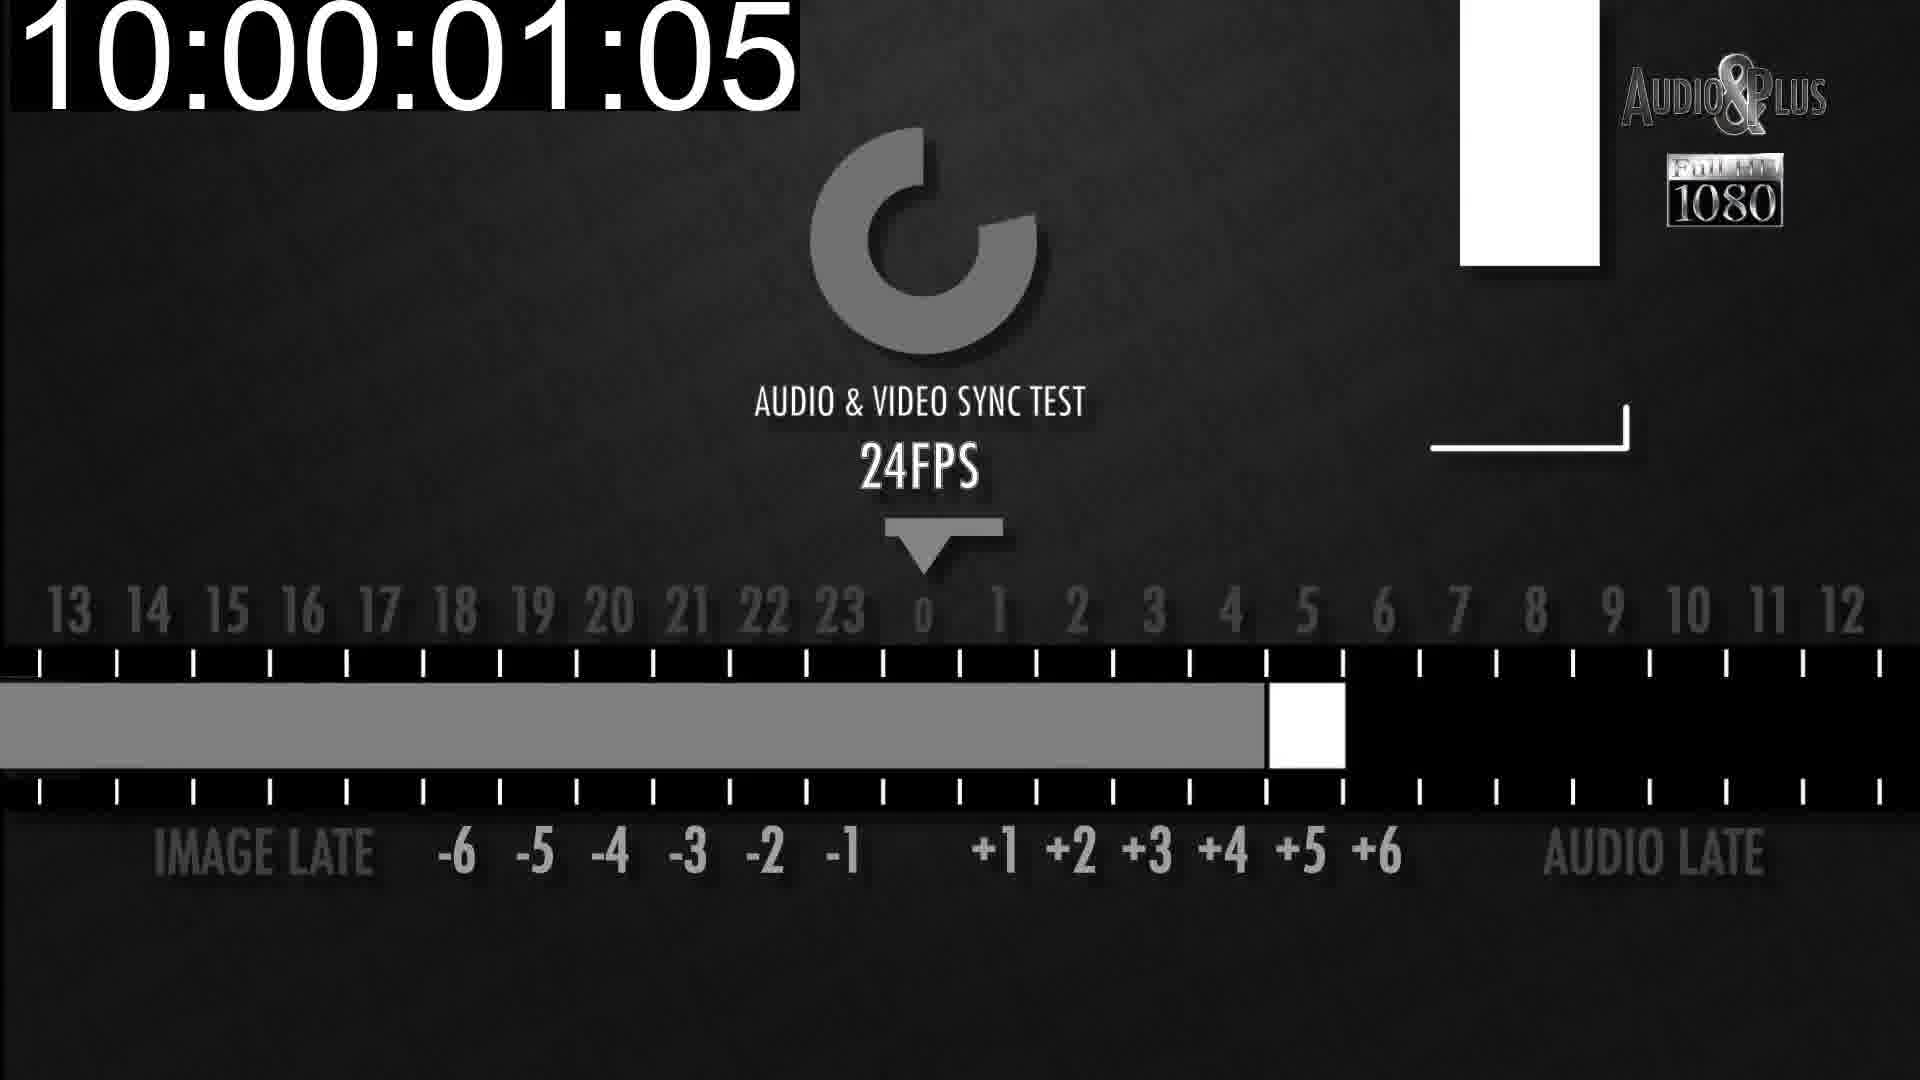 10:00:01:05
AUDIO&PLUS
Full HD
1080
AUDIO & VIDEO SYNC TEST
24FPS
13 14 15 16 17 18 19 20 21 22 23 0 1 2 3 4 5 6 7 8 9 10 11 12
IMAGE LATE -6 -5 -4 -3 -2 -1 +1 +2 +3 +4 +5 +6 AUDIO LATE